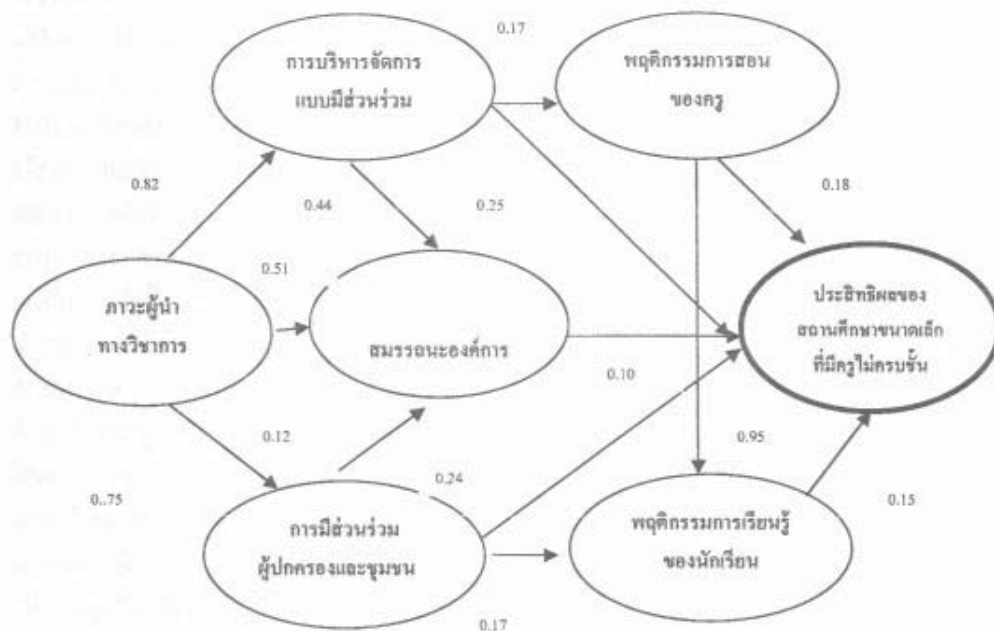 0.17
การบริหารจัดการ
แบบมีส่วนร่วม
พฤติกรรมการสอน
ของครู
0.82
0.44
0.25
0.18
0.51
ภาวะผู้นำ
ทางวิชาการ
สมรรถนะองค์การ
ประสิทธิผลของ
สถานศึกษาขนาดเล็ก
ที่มีครูไม่ครบชั้น
0.10
0.12
0.95
0..75
0.24
0.15
การมีส่วนร่วม
ผู้ปกครองและชุมชน
พฤติกรรมการเรียนรู้
ของนักเรียน
0.17